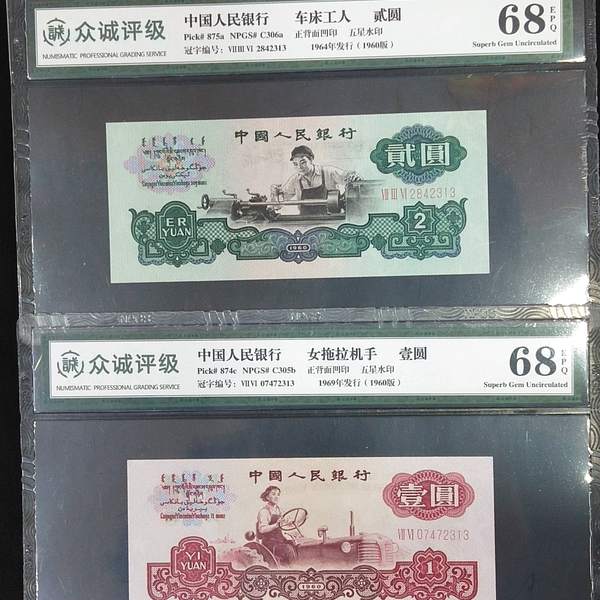 誠 众诚评级
NUMISMATIC PROFESSIONAL GRADING SERVICE
中国人民银行 车床工人 贰圆
Pick# 875a NPGS# C306a 正背面凹印 五星水印
冠字编号: VII III VI 2842313 1964年发行(1960版)
68 EPQ
Superb Gem Uncirculated
中國人民銀行
貳圓
VII III VI 2842313
ER
YUAN
1960
2
誠 众诚评级
NUMISMATIC PROFESSIONAL GRADING SERVICE
中国人民银行 女拖拉机手 壹圆
Pick# 874c NPGS# C305b 正背面凹印 五星水印
冠字编号: VII VI 07472313 1969年发行(1960版)
68 EPQ
Superb Gem Uncirculated
中國人民銀行
壹圓
VII VI 07472313
YI
YUAN
1960
1